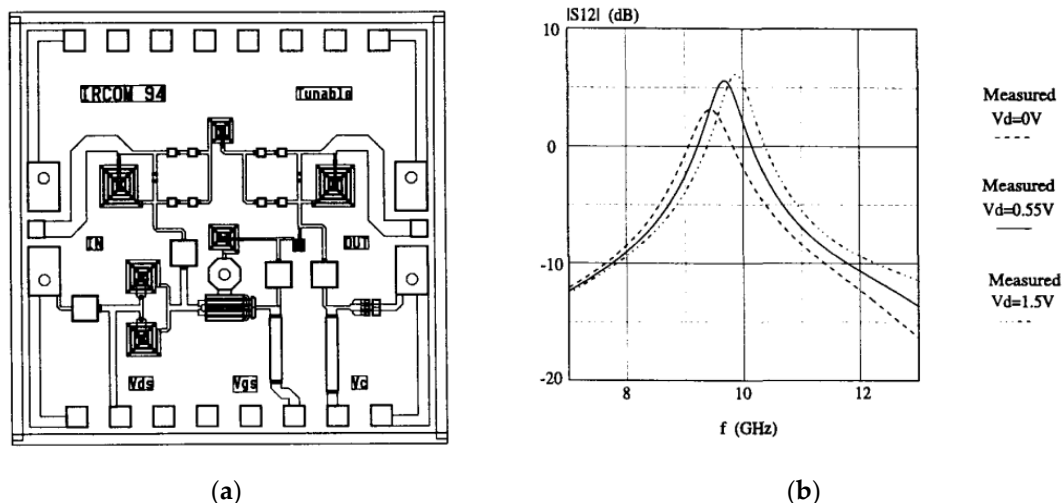 IRCOM 94
Tunable
IN
OUT
Vds
Vgs
Vc
(a)
|S12| (dB)
10
0
-10
-20
8
10
12
f (GHz)
Measured
Vd=0V
Measured
Vd=0.55V
Measured
Vd=1.5V
(b)